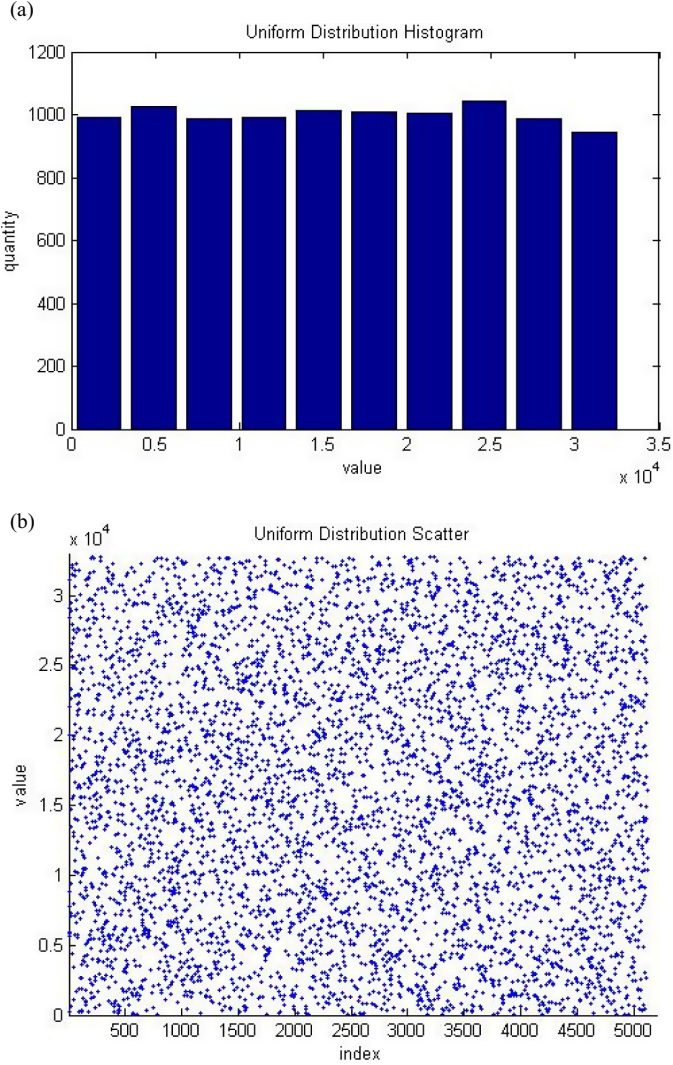 (a)
Uniform Distribution Histogram
1200
1000
800
600
400
200
0
quantity
0 0.5 1 1.5 2 2.5 3 3.5
value
x 10^4
(b)
x 10^4
Uniform Distribution Scatter
3
2.5
2
1.5
1
0.5
0
value
500 1000 1500 2000 2500 3000 3500 4000 4500 5000
index